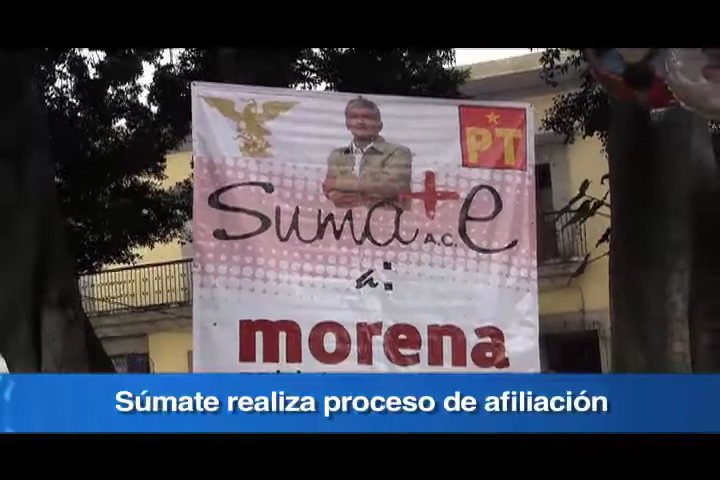 PT
Suma+e
A.C.
a:
morena
Súmate realiza proceso de afiliación